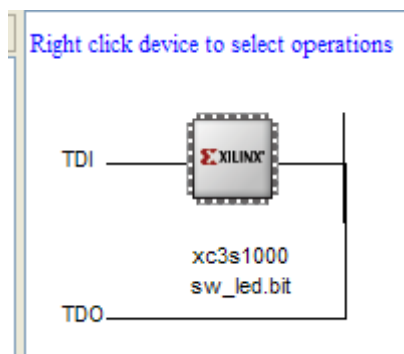 Right click device to select operations
TDI
XILINX
xc3s1000
sw_led.bit
TDO